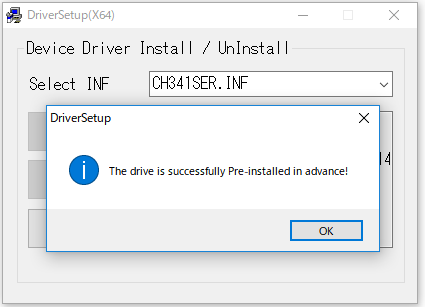 DriverSetup(X64)
Device Driver Install / UnInstall
Select INF
CH341SER.INF
DriverSetup
The drive is successfully Pre-installed in advance!
OK